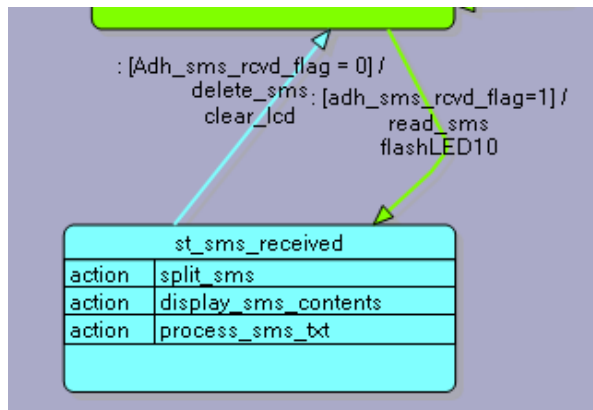 : [Adh_sms_rcvd_flag = 0] /
delete_sms
clear_lcd
: [adh_sms_rcvd_flag=1] /
read_sms
flashLED10
st_sms_received
action split_sms
action display_sms_contents
action process_sms_txt